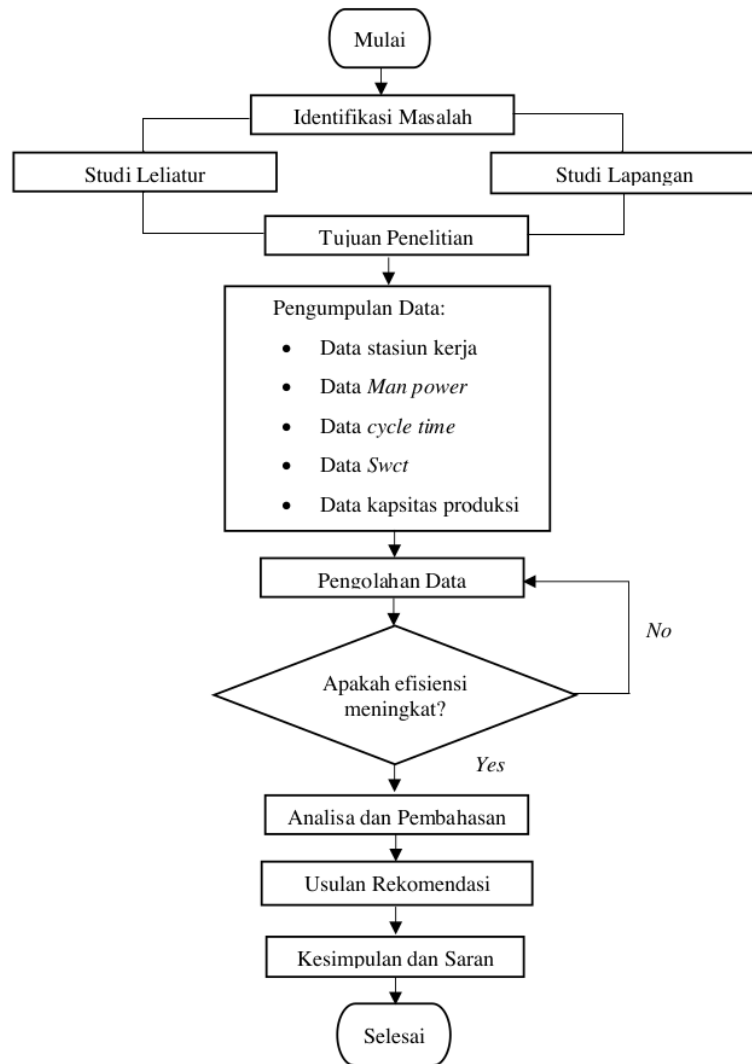 Mulai
Identifikasi Masalah
Studi Leliatur
Studi Lapangan
Tujuan Penelitian
Pengumpulan Data:
• Data stasiun kerja
• Data Man power
• Data cycle time
• Data Swct
• Data kapsitas produksi
Pengolahan Data
No
Apakah efisiensi
meningkat?
Yes
Analisa dan Pembahasan
Usulan Rekomendasi
Kesimpulan dan Saran
Selesai